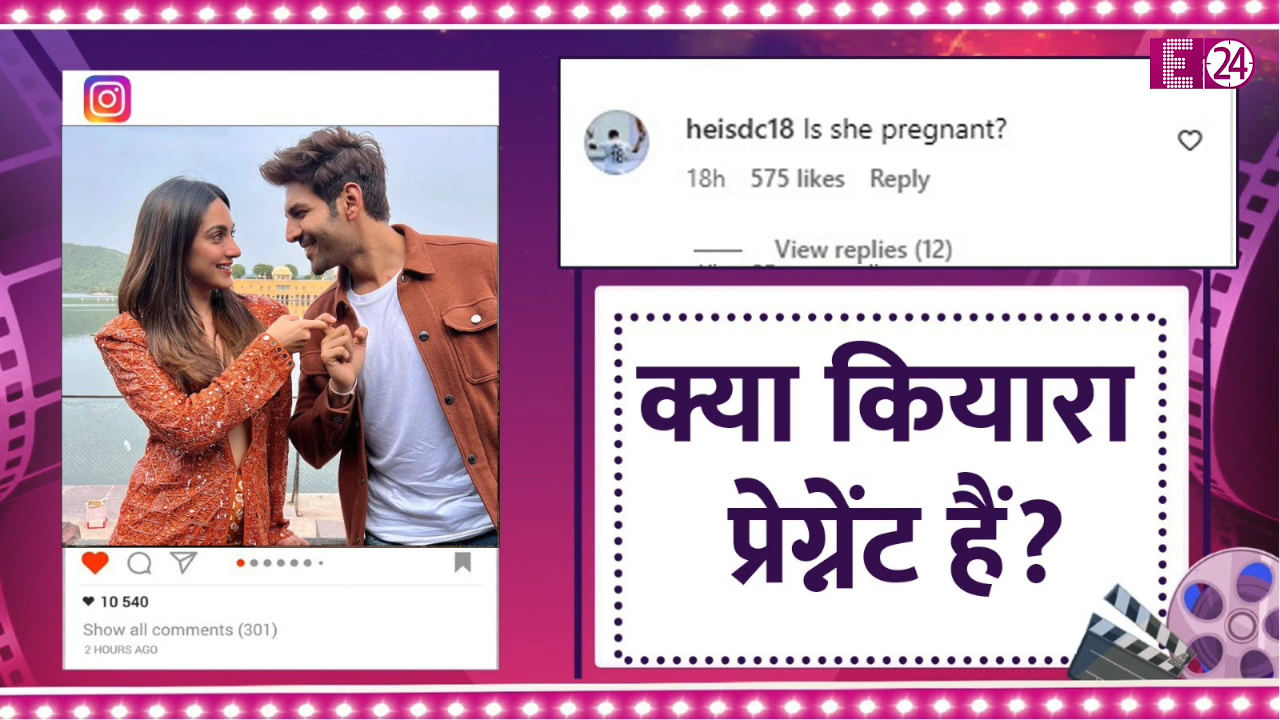 E 24
heisdc18 Is she pregnant?
18h 575 likes Reply
View replies (12)
क्या कियारा
प्रेग्नेंट हैं?
10 540
Show all comments (301)
2 HOURS AGO